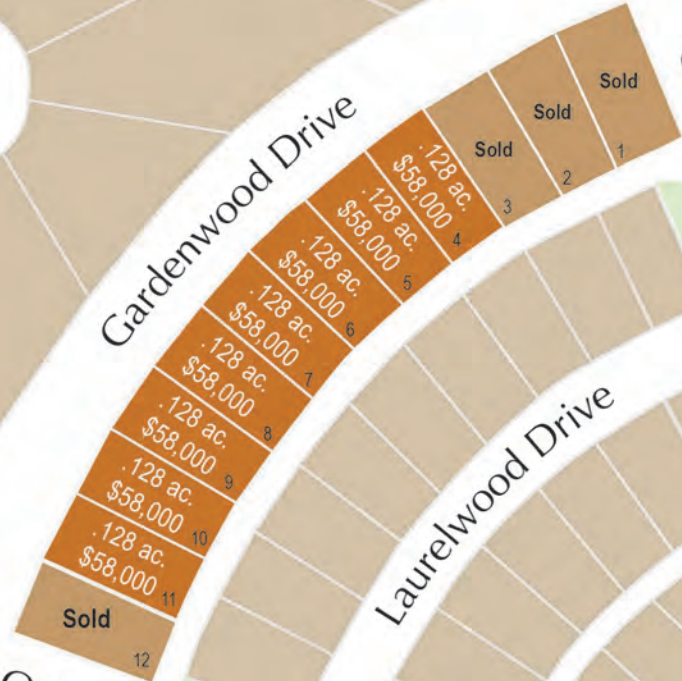 Gardenwood Drive
Sold
1
Sold
2
Sold
3
.128 ac.
$58,000
4
.128 ac.
$58,000
5
.128 ac.
$58,000
6
.128 ac.
$58,000
7
.128 ac.
$58,000
8
.128 ac.
$58,000
9
.128 ac.
$58,000
10
.128 ac.
$58,000
11
Sold
12
Laurelwood Drive